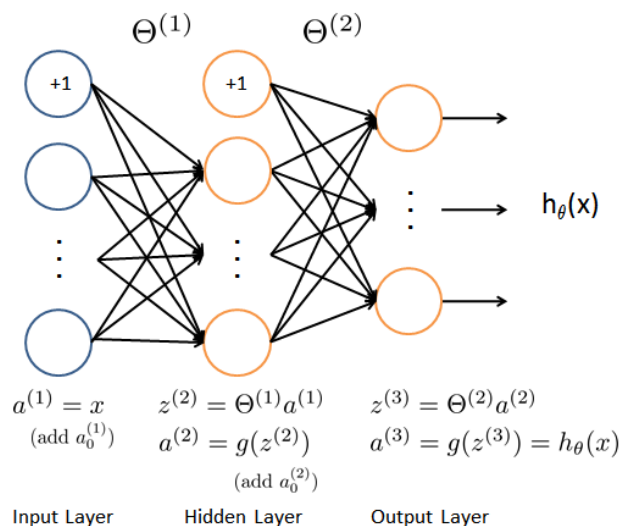 Θ^(1) Θ^(2)
+1 +1
⋮ ⋮ ⋮ h_θ(x)
a^(1) = x z^(2) = Θ^(1)a^(1) z^(3) = Θ^(2)a^(2)
(add a_0^(1)) a^(2) = g(z^(2)) a^(3) = g(z^(3)) = h_θ(x)
(add a_0^(2))
Input Layer Hidden Layer Output Layer